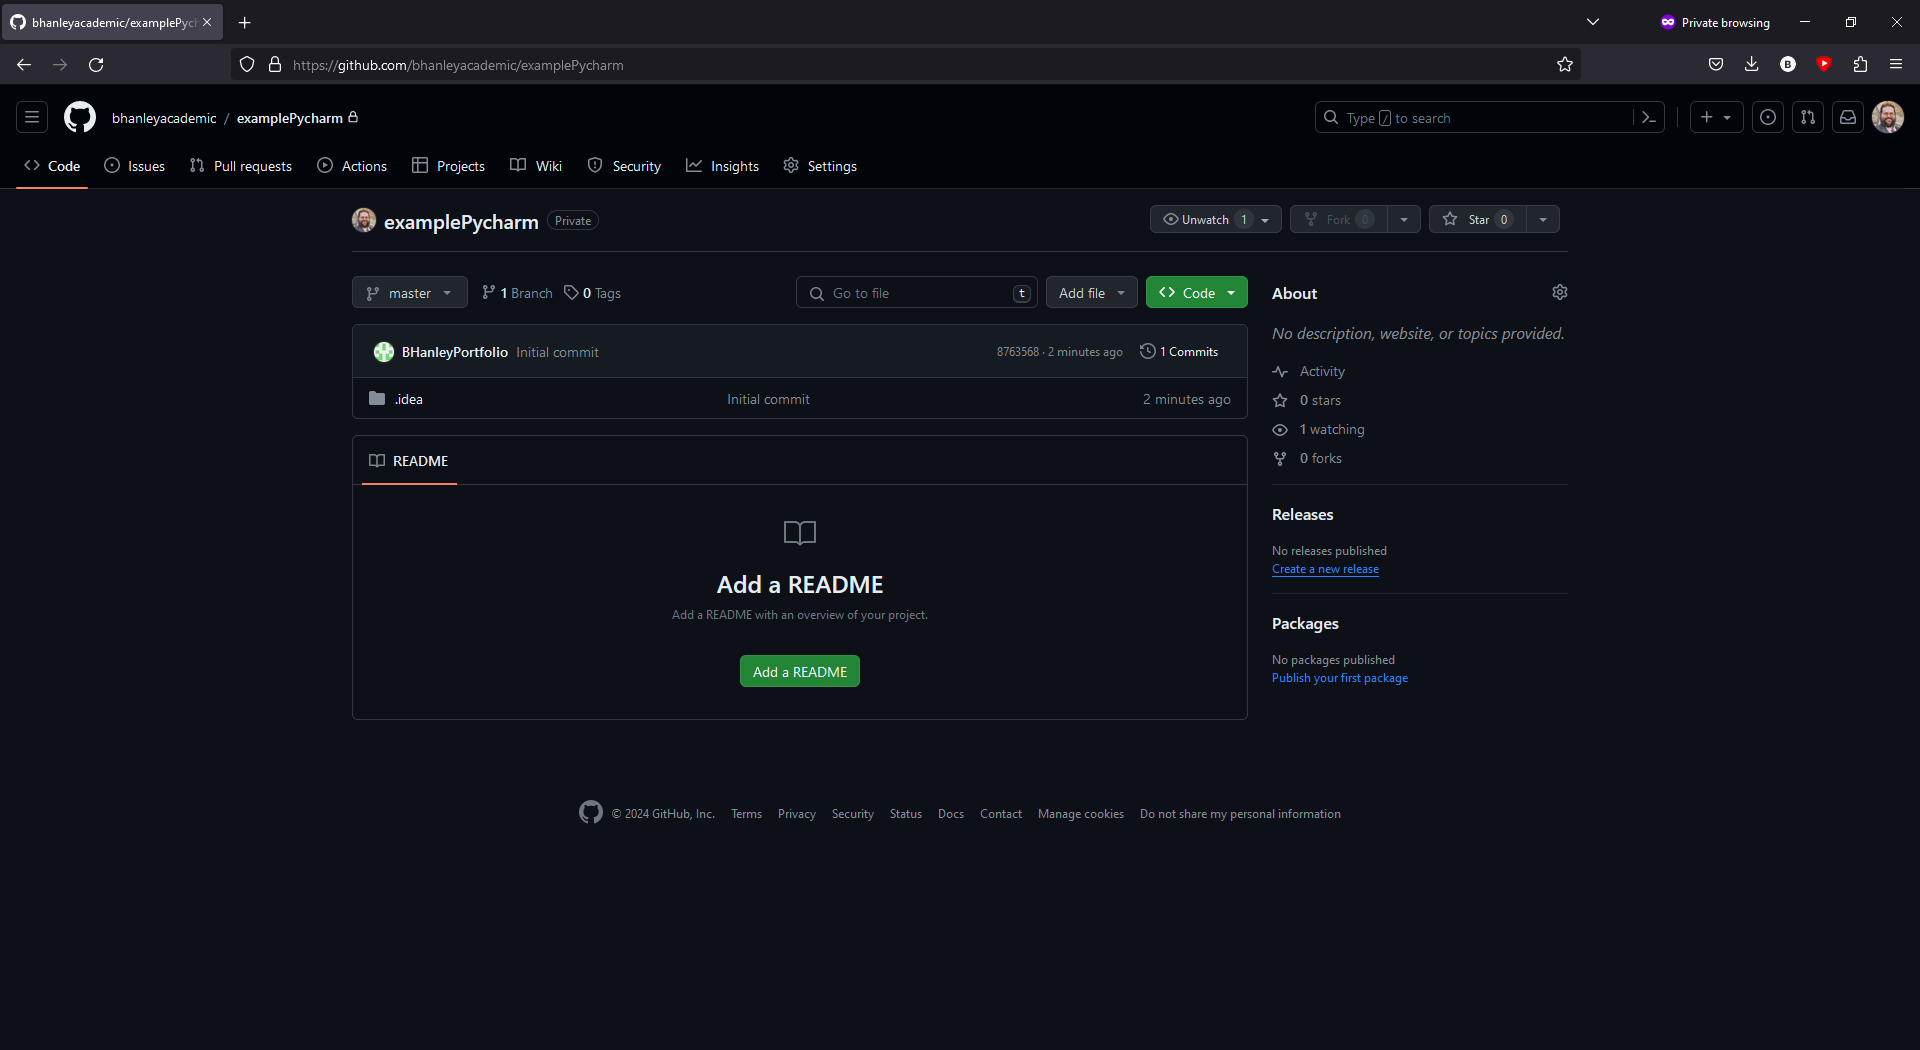 bhanleyacademic/examplePych
Private browsing
https://github.com/bhanleyacademic/examplePycharm
B
bhanleyacademic / examplePycharm
Type / to search
Code Issues Pull requests Actions Projects Wiki Security Insights Settings
examplePycharm Private
Unwatch 1 Fork 0 Star 0
master 1 Branch 0 Tags
Go to file t Add file Code
BHanleyPortfolio Initial commit 8763568 · 2 minutes ago 1 Commits
.idea Initial commit 2 minutes ago
README
Add a README
Add a README with an overview of your project.
Add a README
About
No description, website, or topics provided.
Activity
0 stars
1 watching
0 forks
Releases
No releases published
Create a new release
Packages
No packages published
Publish your first package
© 2024 GitHub, Inc. Terms Privacy Security Status Docs Contact Manage cookies Do not share my personal information